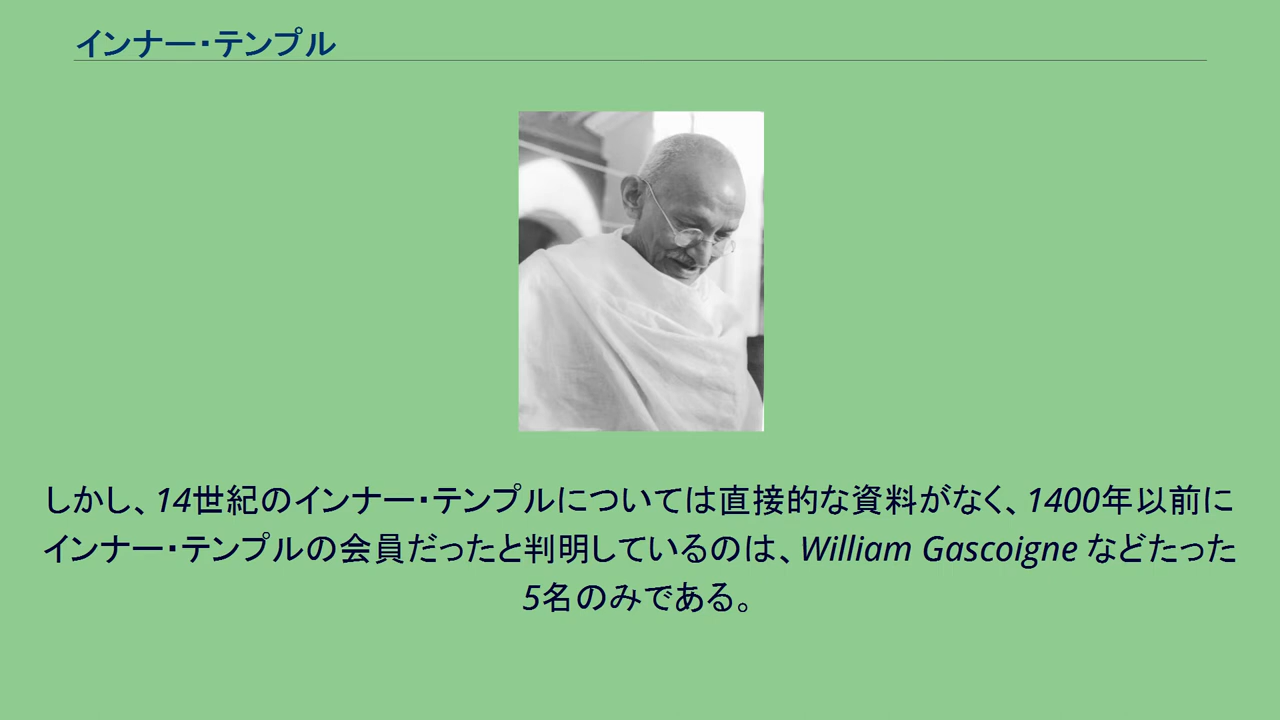 インナー・テンプル
しかし、14世紀のインナー・テンプルについては直接的な資料がなく、1400年以前に
インナー・テンプルの会員だったと判明しているのは、William Gascoigne などたった
5名のみである。